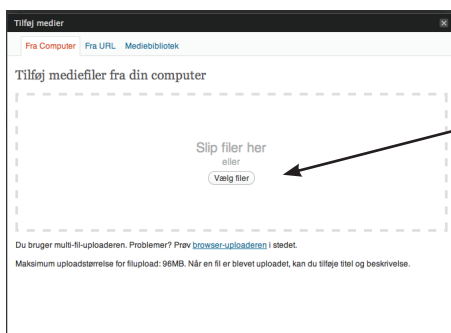 Tilføj medier
Fra Computer Fra URL Mediebibliotek
Tilføj mediefiler fra din computer
Slip filer her
eller
Vælg filer
Du bruger multi-fil-uploaderen. Problemer? Prøv browser-uploaderen i stedet.
Maksimum uploadstørrelse for filupload: 96MB. Når en fil er blevet uploadet, kan du tilføje titel og beskrivelse.